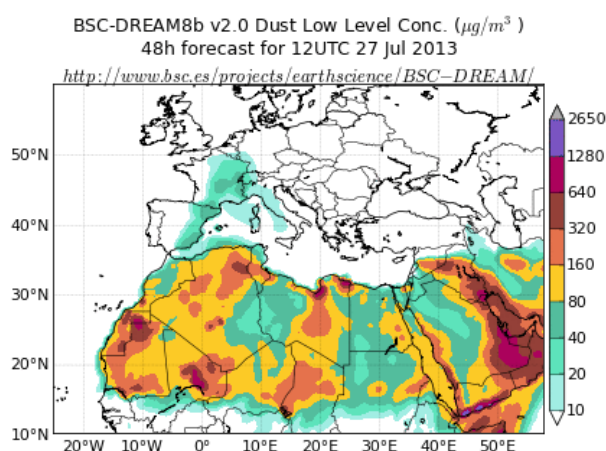 BSC-DREAM8b v2.0 Dust Low Level Conc. (μg/m³ )
48h forecast for 12UTC 27 Jul 2013
http://www.bsc.es/projects/earthscience/BSC−DREAM/
2650
1280
640
320
160
80
40
20
10
50°N
40°N
30°N
20°N
10°N
20°W 10°W 0° 10°E 20°E 30°E 40°E 50°E